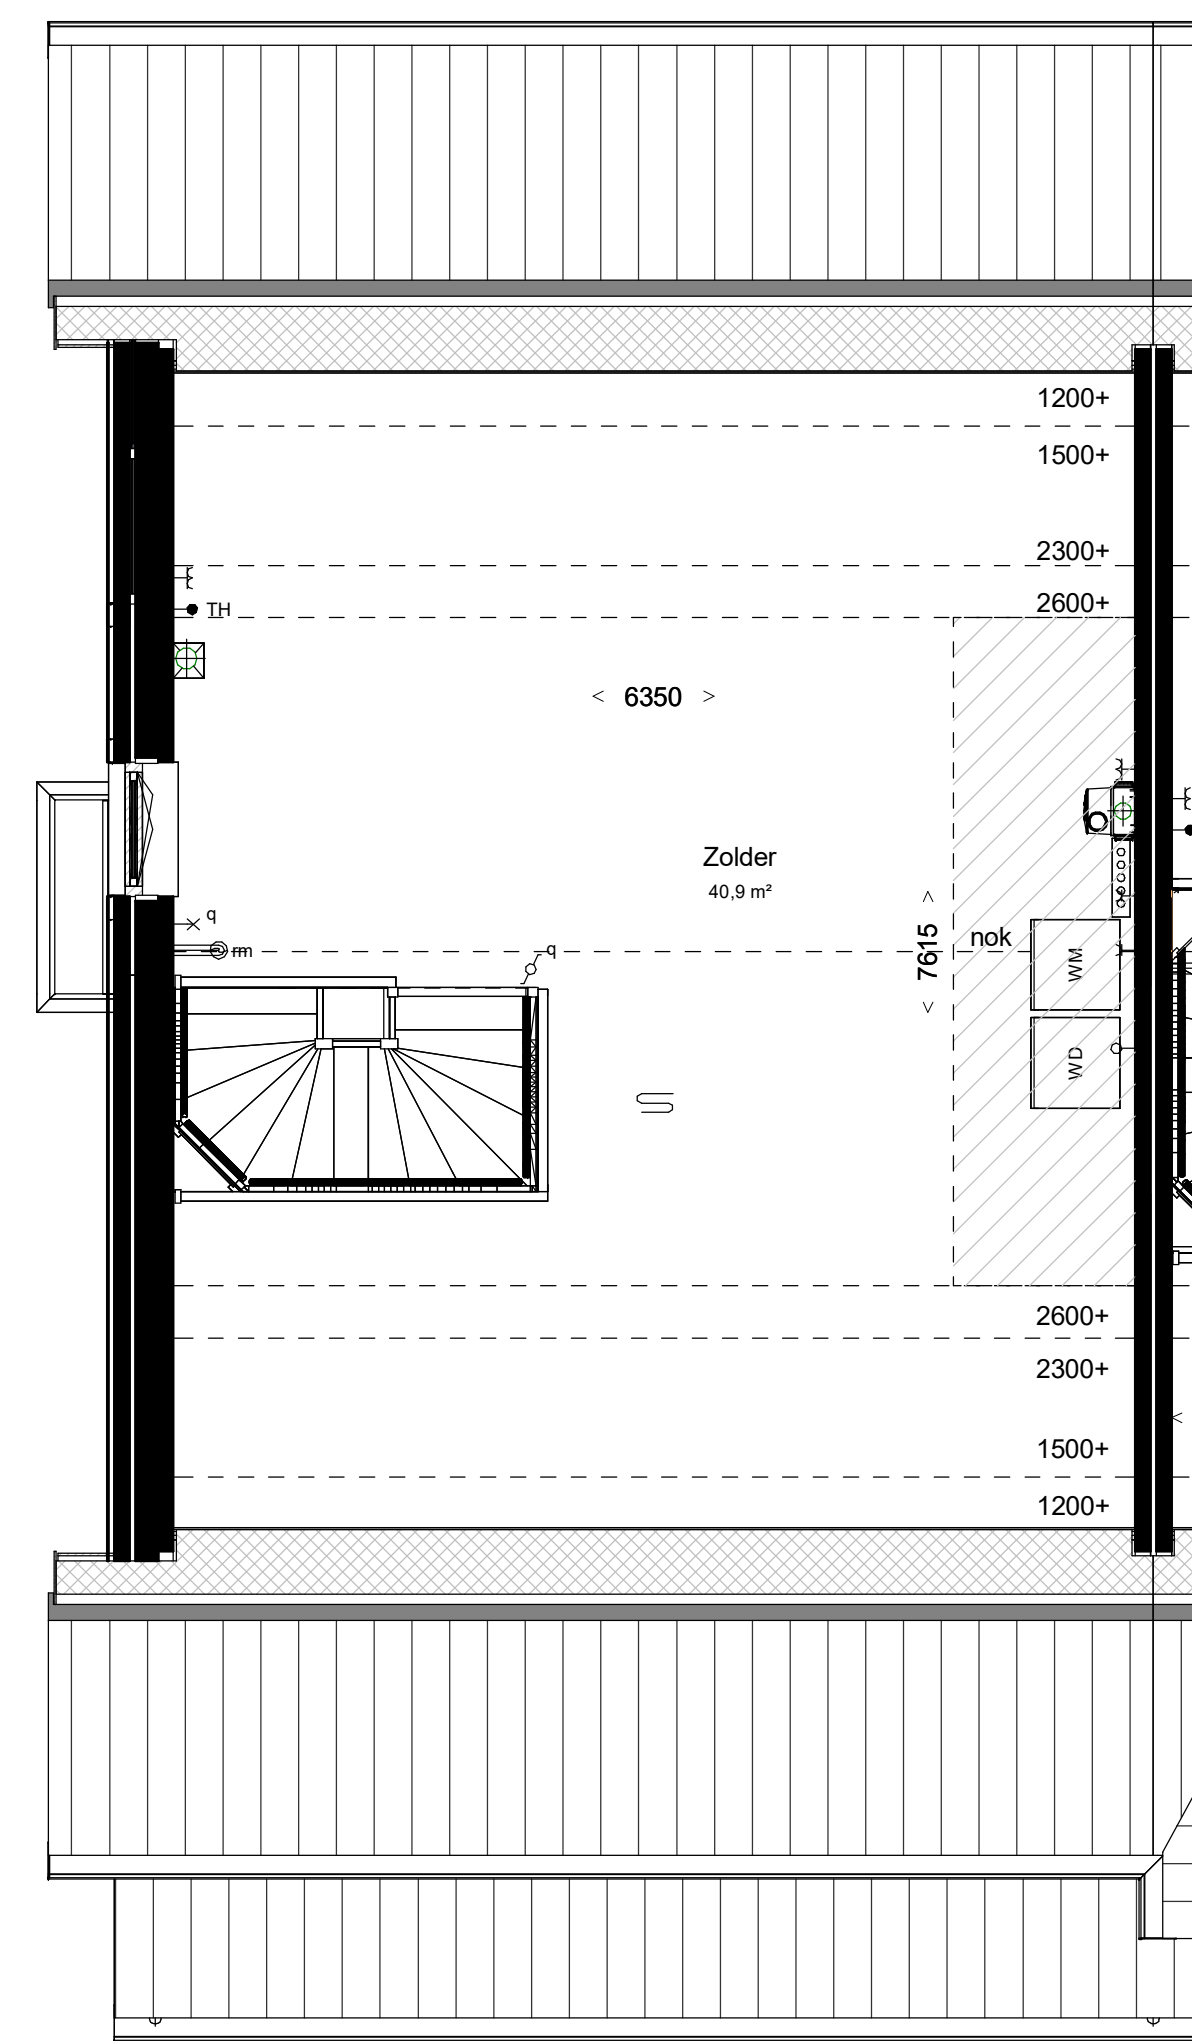 1200+
1500+
2300+
2600+
TH
< 6350 >
Zolder
40,9 m²
q
< 7615 >
nok
rm
q
WM
WD
2600+
2300+
1500+
1200+